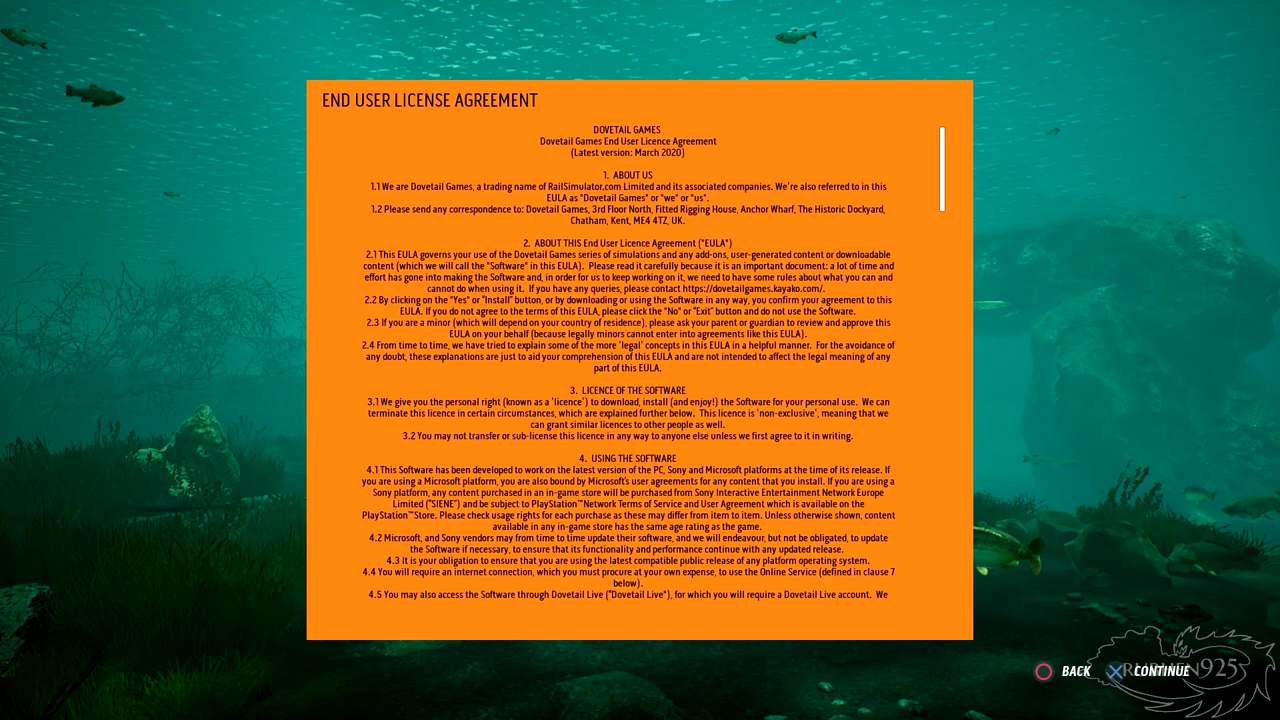 END USER LICENSE AGREEMENT
DOVETAIL GAMES
Dovetail Games End User Licence Agreement
(Latest version: March 2020)
1. ABOUT US
1.1 We are Dovetail Games, a trading name of RailSimulator.com Limited and its associated companies. We're also referred to in this
EULA as "Dovetail Games" or "we" or "us".
1.2 Please send any correspondence to: Dovetail Games, 3rd Floor North, Fitted Rigging House, Anchor Wharf, The Historic Dockyard,
Chatham, Kent, ME4 4TZ, UK.
2. ABOUT THIS End User Licence Agreement ("EULA")
2.1 This EULA governs your use of the Dovetail Games series of simulations and any add-ons, user-generated content or downloadable
content (which we will call the "Software" in this EULA). Please read it carefully because it is an important document: a lot of time and
effort has gone into making the Software and, in order for us to keep working on it, we need to have some rules about what you can and
cannot do when using it. If you have any queries, please contact https://dovetailgames.kayako.com/.
2.2 By clicking on the "Yes" or "Install" button, or by downloading or using the Software in any way, you confirm your agreement to this
EULA. If you do not agree to the terms of this EULA, please click the "No" or "Exit" button and do not use the Software.
2.3 If you are a minor (which will depend on your country of residence), please ask your parent or guardian to review and approve this
EULA on your behalf (because legally minors cannot enter into agreements like this EULA).
2.4 From time to time, we have tried to explain some of the more 'legal' concepts in this EULA in a helpful manner. For the avoidance of
any doubt, these explanations are just to aid your comprehension of this EULA and are not intended to affect the legal meaning of any
part of this EULA.
3. LICENCE OF THE SOFTWARE
3.1 We give you the personal right (known as a 'licence') to download, install (and enjoy!) the Software for your personal use. We can
terminate this licence in certain circumstances, which are explained further below. This licence is 'non-exclusive', meaning that we
can grant similar licences to other people as well.
3.2 You may not transfer or sub-license this licence in any way to anyone else unless we first agree to it in writing.
4. USING THE SOFTWARE
4.1 This Software has been developed to work on the latest version of the PC, Sony and Microsoft platforms at the time of its release. If
you are using a Microsoft platform, you are also bound by Microsoft's user agreements for any content that you install. If you are using a
Sony platform, any content purchased in an in-game store will be purchased from Sony Interactive Entertainment Network Europe
Limited ("SIENE") and be subject to PlayStation™Network Terms of Service and User Agreement which is available on the
PlayStation™Store. Please check usage rights for each purchase as these may differ from item to item. Unless otherwise shown, content
available in any in-game store has the same age rating as the game.
4.2 Microsoft, and Sony vendors may from time to time update their software, and we will endeavour, but not be obligated, to update
the Software if necessary, to ensure that its functionality and performance continue with any updated release.
4.3 It is your obligation to ensure that you are using the latest compatible public release of any platform operating system.
4.4 You will require an internet connection, which you must procure at your own expense, to use the Online Service (defined in clause 7
below).
4.5 You may also access the Software through Dovetail Live ("Dovetail Live"), for which you will require a Dovetail Live account. We
BACK
CONTINUE